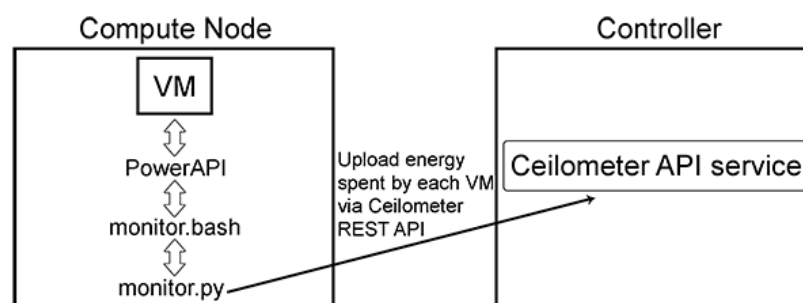 Compute Node
Controller
VM
PowerAPI
monitor.bash
monitor.py
Upload energy
spent by each VM
via Ceilometer
REST API
Ceilometer API service